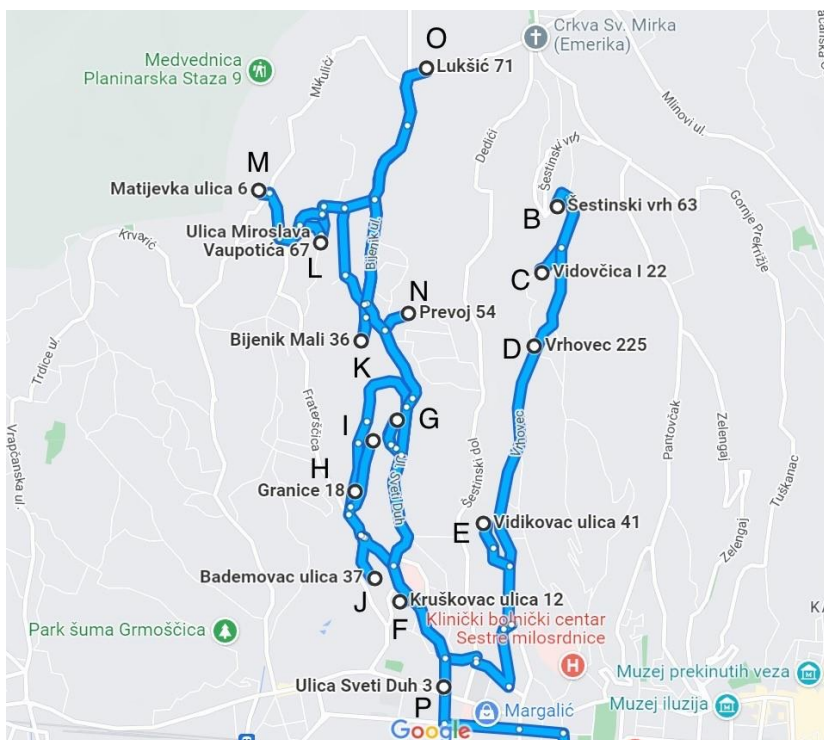 O
Crkva Sv. Mirka
(Emerika)
Medvednica
Planinarska Staza 9
Lukšić 71
Mikulići
Mlinovi ul.
Dedići
Šestinski vrh
M
Matijevka ulica 6
B
Šestinski vrh 63
Gornje Prekrižje
Krvarić
Ulica Miroslava
Vaupotića 67
L
Bijenik ul.
C
Vidovčica I 22
N
Prevoj 54
Bijenik Mali 36
K
D
Vrhovec 225
Trdice ul.
Fraterščica
Vrhovec
Pantovčak
Zelengaj
Vrapčanska ul.
I
G
H
Granice 18
Ul. Sveti Duh
Šestinski dol
Tuškanac
E
Vidikovac ulica 41
Zelengaj
Bademovac ulica 37
J
Kruškovac ulica 12
F
Klinički bolnički centar
Sestre milosrdnice
H
Park šuma Grmoščica
KA
Muzej prekinutih veza
Ulica Sveti Duh 3
P
Margalić
Muzej iluzija
Google